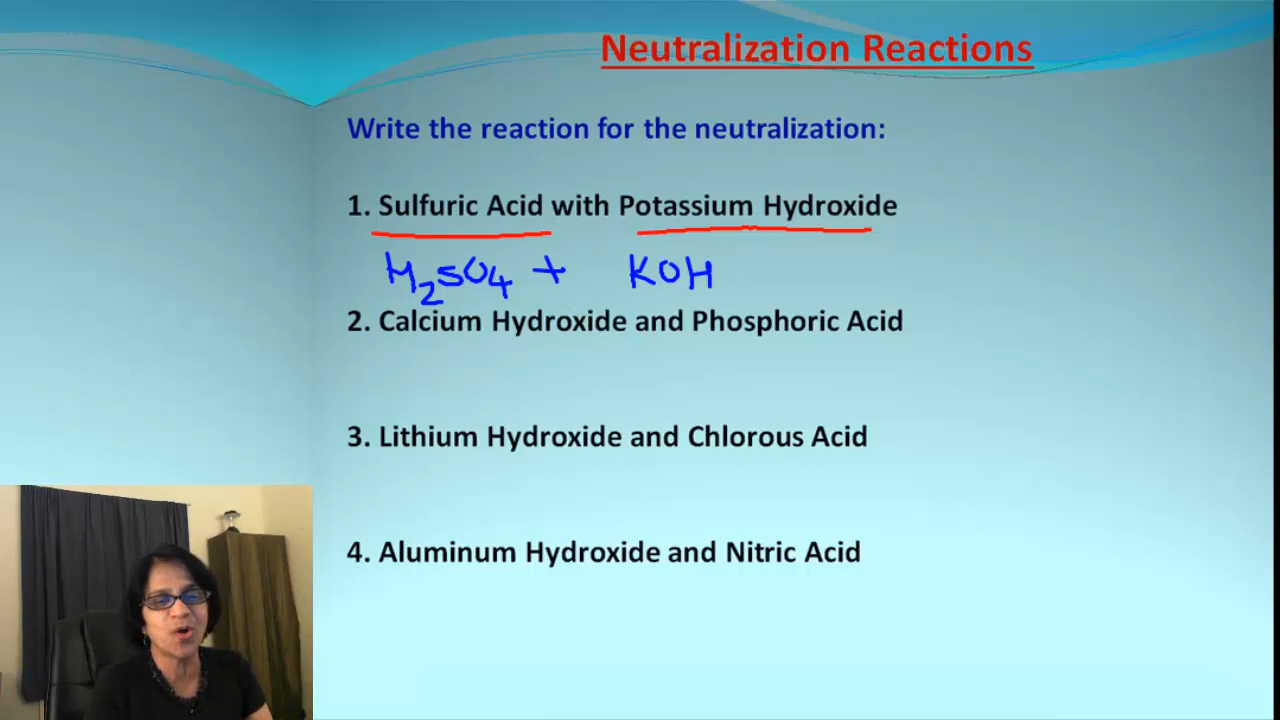 Neutralization Reactions
Write the reaction for the neutralization:
1. Sulfuric Acid with Potassium Hydroxide
H₂SO₄ + KOH
2. Calcium Hydroxide and Phosphoric Acid
3. Lithium Hydroxide and Chlorous Acid
4. Aluminum Hydroxide and Nitric Acid